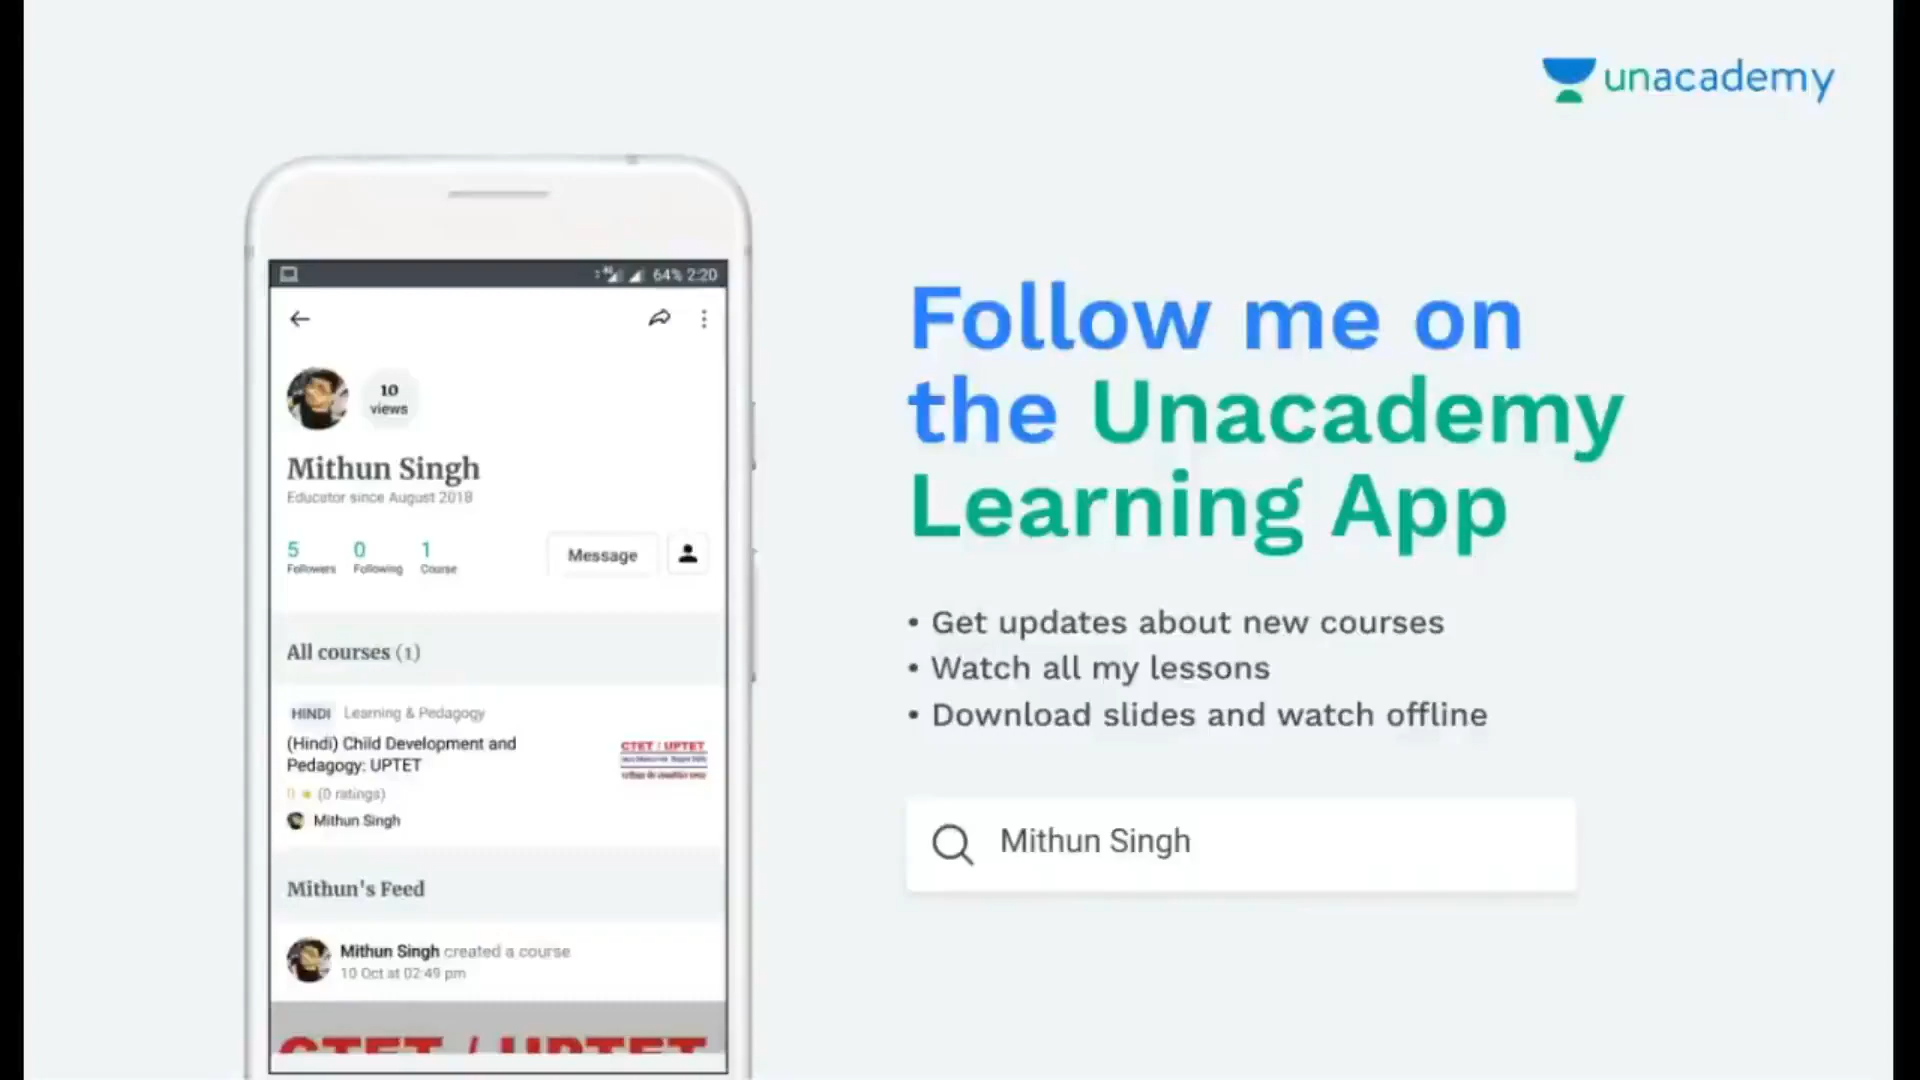 unacademy
64% 2:20
10
views
Mithun Singh
Educator since August 2018
5 0 1
Followers Following Course
Message
All courses (1)
HINDI Learning & Pedagogy
(Hindi) Child Development and
Pedagogy: UPTET
CTET / UPTET
0 (0 ratings)
Mithun Singh
Mithun's Feed
Mithun Singh created a course
10 Oct at 02:49 pm
CTET / UPTET
Follow me on
the Unacademy
Learning App
• Get updates about new courses
• Watch all my lessons
• Download slides and watch offline
Mithun Singh